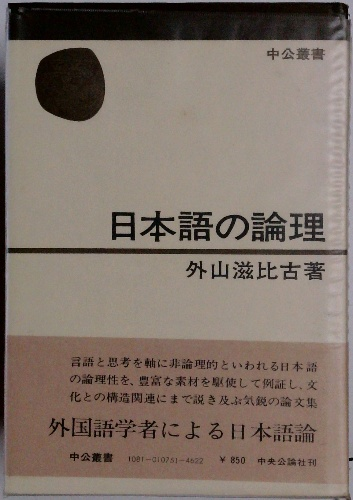 中公叢書
日本語の論理
外山滋比古著
言語と思考を軸に非論理的といわれる日本語
の論理性を、豊富な素材を駆使して例証し、文
化との構造関連にまで説き及ぶ気鋭の論文集
外国語学者による日本語論
中公叢書 1081-010751-4622 ¥850 中央公論社刊